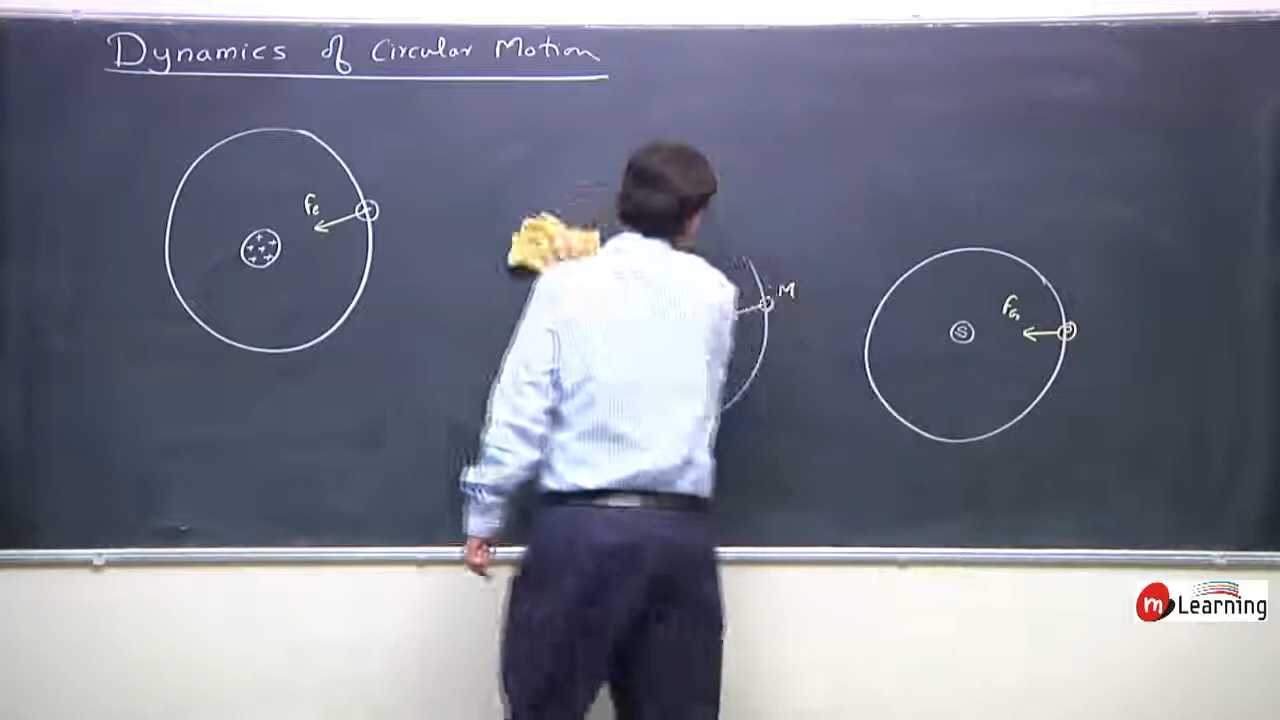 Dynamics of Circular Motion
Fe
-
+ + + + + +
M
FG
S
P
m Learning